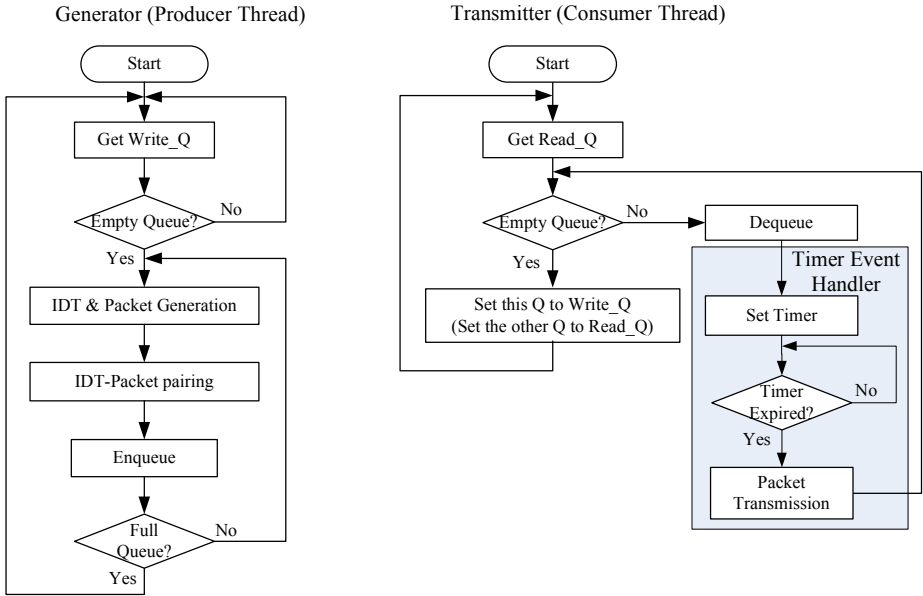 Generator (Producer Thread)
Start
Get Write_Q
Empty Queue?
No
Yes
IDT & Packet Generation
IDT-Packet pairing
Enqueue
Full
Queue?
No
Yes
Transmitter (Consumer Thread)
Start
Get Read_Q
Empty Queue?
No
Yes
Set this Q to Write_Q
(Set the other Q to Read_Q)
Dequeue
Timer Event
Handler
Set Timer
Timer
Expired?
No
Yes
Packet
Transmission